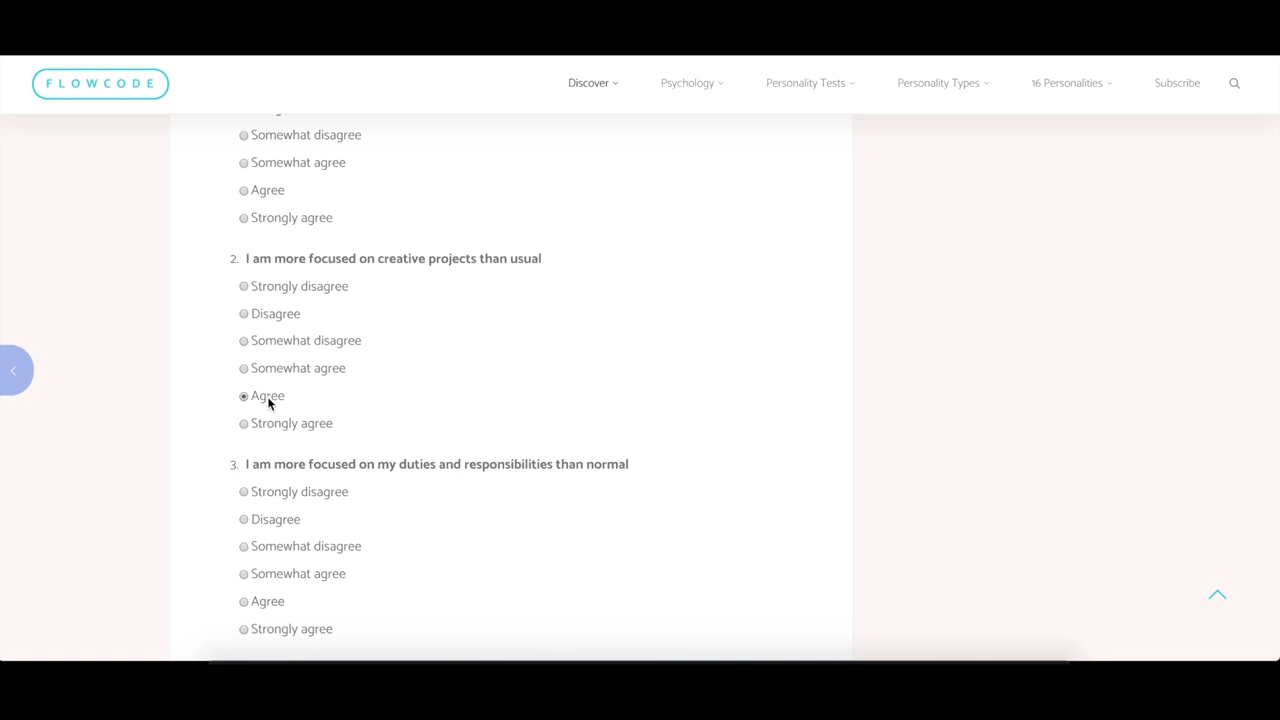 FLOWCODE
Discover
Psychology
Personality Tests
Personality Types
16 Personalities
Subscribe
Somewhat disagree
Somewhat agree
Agree
Strongly agree
2. I am more focused on creative projects than usual
Strongly disagree
Disagree
Somewhat disagree
Somewhat agree
Agree
Strongly agree
3. I am more focused on my duties and responsibilities than normal
Strongly disagree
Disagree
Somewhat disagree
Somewhat agree
Agree
Strongly agree